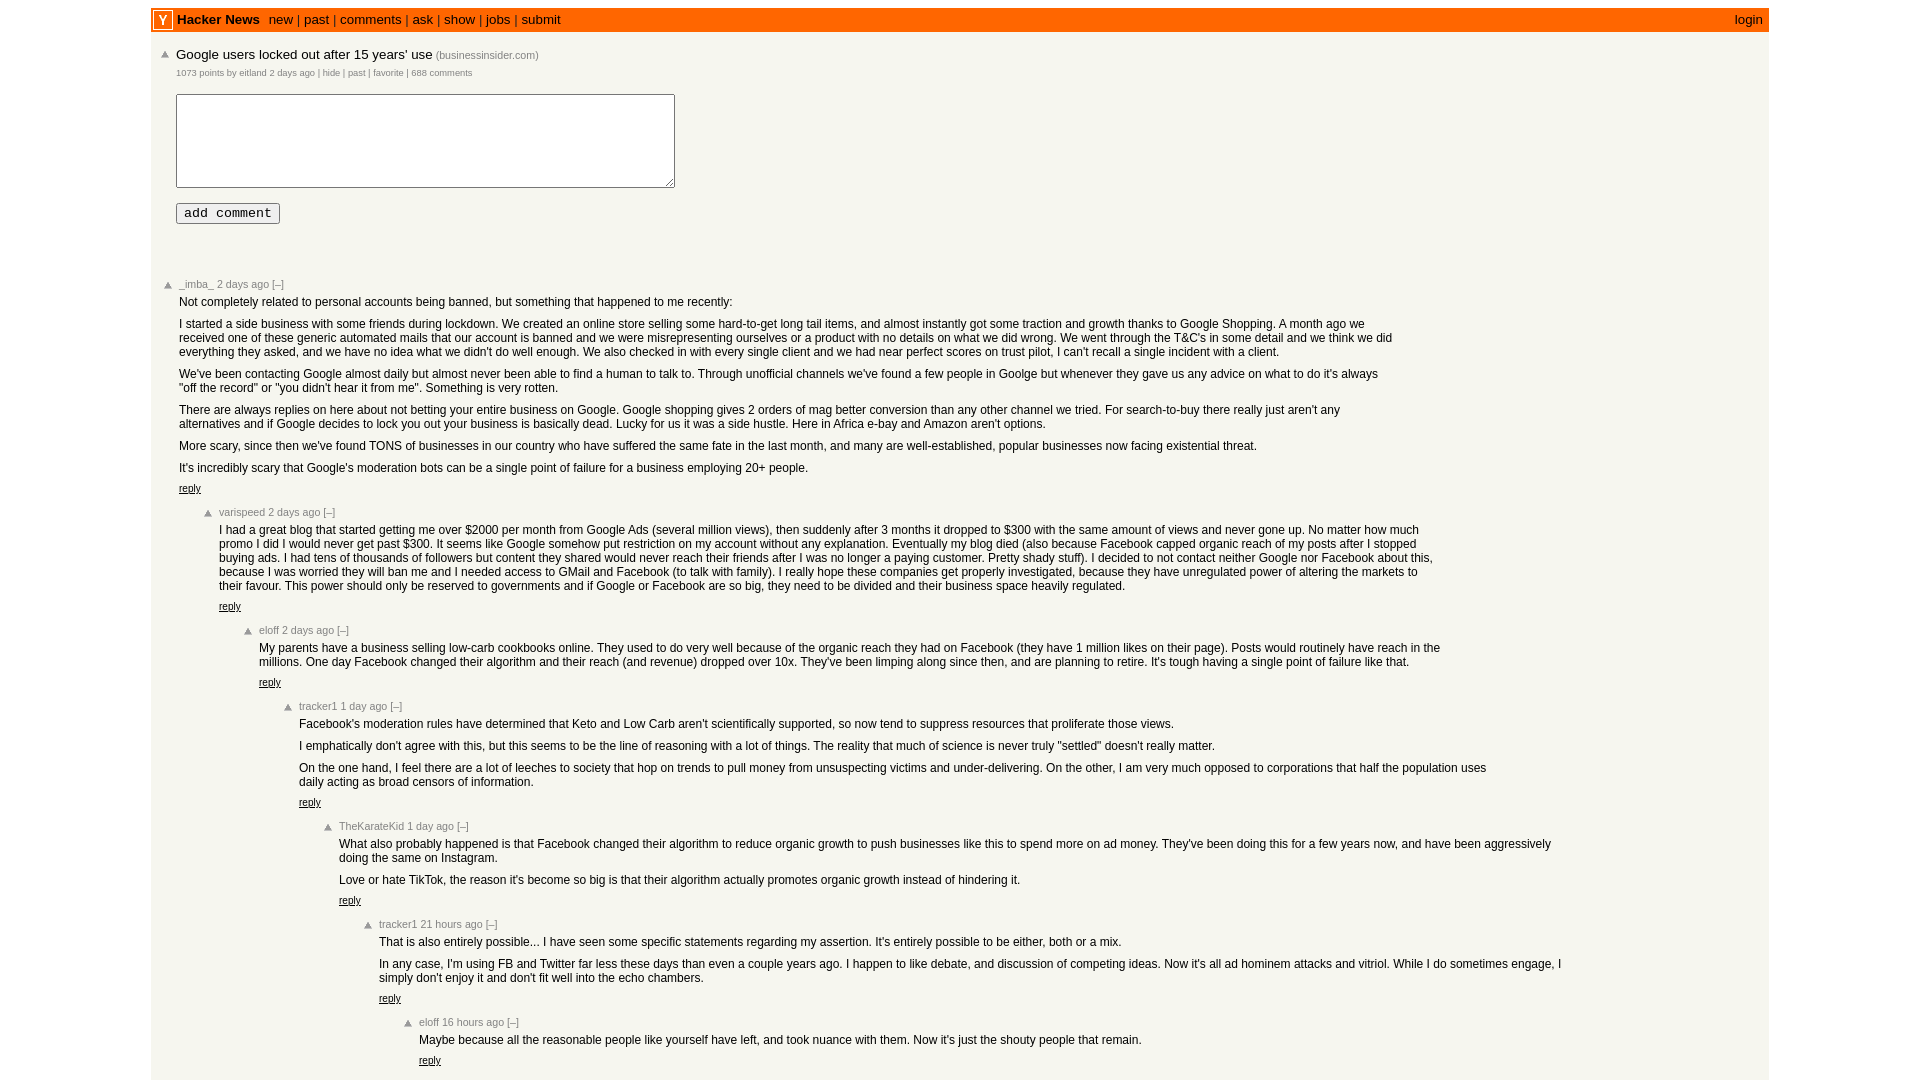 Y Hacker News new | past | comments | ask | show | jobs | submit login
Google users locked out after 15 years' use (businessinsider.com)
1073 points by eitland 2 days ago | hide | past | favorite | 688 comments
add comment
_imba_ 2 days ago [–]
Not completely related to personal accounts being banned, but something that happened to me recently:
I started a side business with some friends during lockdown. We created an online store selling some hard-to-get long tail items, and almost instantly got some traction and growth thanks to Google Shopping. A month ago we
received one of these generic automated mails that our account is banned and we were misrepresenting ourselves or a product with no details on what we did wrong. We went through the T&C's in some detail and we think we did
everything they asked, and we have no idea what we didn't do well enough. We also checked in with every single client and we had near perfect scores on trust pilot, I can't recall a single incident with a client.
We've been contacting Google almost daily but almost never been able to find a human to talk to. Through unofficial channels we've found a few people in Goolge but whenever they gave us any advice on what to do it's always
"off the record" or "you didn't hear it from me". Something is very rotten.
There are always replies on here about not betting your entire business on Google. Google shopping gives 2 orders of mag better conversion than any other channel we tried. For search-to-buy there really just aren't any
alternatives and if Google decides to lock you out your business is basically dead. Lucky for us it was a side hustle. Here in Africa e-bay and Amazon aren't options.
More scary, since then we've found TONS of businesses in our country who have suffered the same fate in the last month, and many are well-established, popular businesses now facing existential threat.
It's incredibly scary that Google's moderation bots can be a single point of failure for a business employing 20+ people.
reply
varispeed 2 days ago [–]
I had a great blog that started getting me over $2000 per month from Google Ads (several million views), then suddenly after 3 months it dropped to $300 with the same amount of views and never gone up. No matter how much
promo I did I would never get past $300. It seems like Google somehow put restriction on my account without any explanation. Eventually my blog died (also because Facebook capped organic reach of my posts after I stopped
buying ads. I had tens of thousands of followers but content they shared would never reach their friends after I was no longer a paying customer. Pretty shady stuff). I decided to not contact neither Google nor Facebook about this,
because I was worried they will ban me and I needed access to GMail and Facebook (to talk with family). I really hope these companies get properly investigated, because they have unregulated power of altering the markets to
their favour. This power should only be reserved to governments and if Google or Facebook are so big, they need to be divided and their business space heavily regulated.
reply
eloff 2 days ago [–]
My parents have a business selling low-carb cookbooks online. They used to do very well because of the organic reach they had on Facebook (they have 1 million likes on their page). Posts would routinely have reach in the
millions. One day Facebook changed their algorithm and their reach (and revenue) dropped over 10x. They've been limping along since then, and are planning to retire. It's tough having a single point of failure like that.
reply
tracker1 1 day ago [–]
Facebook's moderation rules have determined that Keto and Low Carb aren't scientifically supported, so now tend to suppress resources that proliferate those views.
I emphatically don't agree with this, but this seems to be the line of reasoning with a lot of things. The reality that much of science is never truly "settled" doesn't really matter.
On the one hand, I feel there are a lot of leeches to society that hop on trends to pull money from unsuspecting victims and under-delivering. On the other, I am very much opposed to corporations that half the population uses
daily acting as broad censors of information.
reply
TheKarateKid 1 day ago [–]
What also probably happened is that Facebook changed their algorithm to reduce organic growth to push businesses like this to spend more on ad money. They've been doing this for a few years now, and have been aggressively
doing the same on Instagram.
Love or hate TikTok, the reason it's become so big is that their algorithm actually promotes organic growth instead of hindering it.
reply
tracker1 21 hours ago [–]
That is also entirely possible... I have seen some specific statements regarding my assertion. It's entirely possible to be either, both or a mix.
In any case, I'm using FB and Twitter far less these days than even a couple years ago. I happen to like debate, and discussion of competing ideas. Now it's all ad hominem attacks and vitriol. While I do sometimes engage, I
simply don't enjoy it and don't fit well into the echo chambers.
reply
eloff 16 hours ago [–]
Maybe because all the reasonable people like yourself have left, and took nuance with them. Now it's just the shouty people that remain.
reply